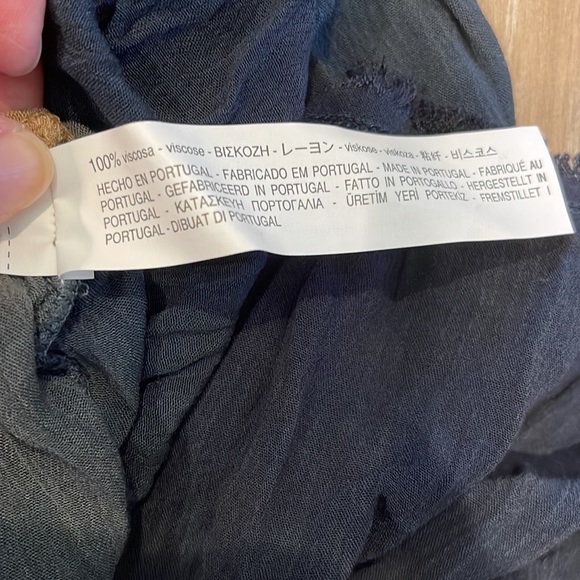 100% viscosa - viscose - ΒΙΣΚΟΖΗ - レーヨン - viskose - viskoza - 粘纤 - 비스코스
HECHO EN PORTUGAL - FABRICADO EM PORTUGAL - MADE IN PORTUGAL - FABRIQUÉ AU
PORTUGAL - GEFABRICEERD IN PORTUGAL - FATTO IN PORTOGALLO - HERGESTELLT IN
PORTUGAL - ΚΑΤΑΣΚΕΥΗ ΠΟΡΤΟΓΑΛΙΑ - ÜRETİM YERİ PORTEKİZ - FREMSTILLET I
PORTUGAL - DIBUAT DI PORTUGAL